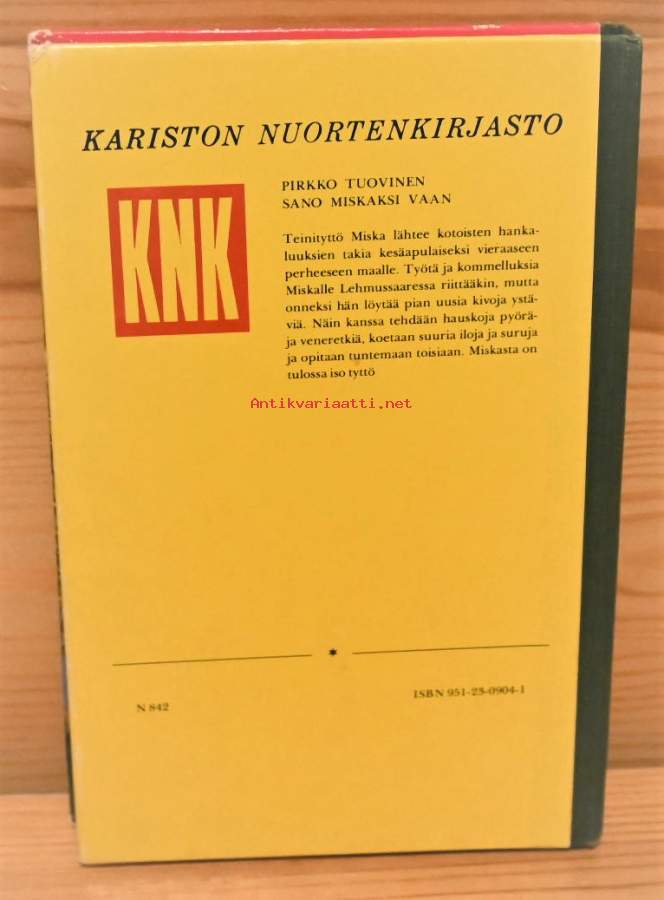 KARISTON NUORTENKIRJASTO
KNK
PIRKKO TUOVINEN
SANO MISKAKSI VAAN
Teinityttö Miska lähtee kotoisten hanka-
luuksien takia kesäapulaiseksi vieraaseen
perheeseen maalle. Työtä ja kommelluksia
Miskalle Lehmussaaressa riittääkin, mutta
onneksi hän löytää pian uusia kivoja ystä-
viä. Näin kanssa tehdään hauskoja pyörä-
ja veneretkiä, koetaan suuria iloja ja suruja
ja opitaan tuntemaan toisiaan. Miskasta on
tulossa iso tyttö
Antikvariaatti.net
N 842
ISBN 951-23-0904-1